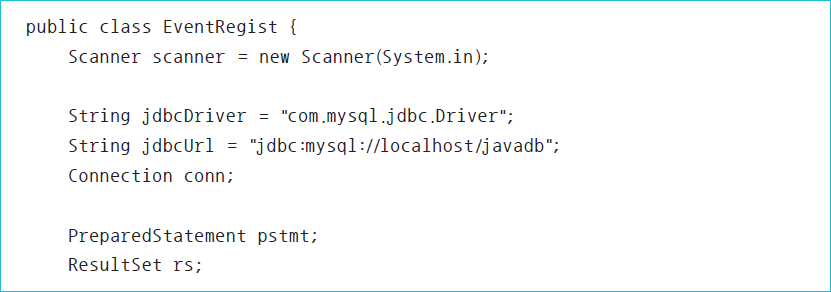 public class EventRegist {
    Scanner scanner = new Scanner(System.in);
    String jdbcDriver = "com.mysql.jdbc.Driver";
    String jdbcUrl = "jdbc:mysql://localhost/javadb";
    Connection conn;
    PreparedStatement pstmt;
    ResultSet rs;